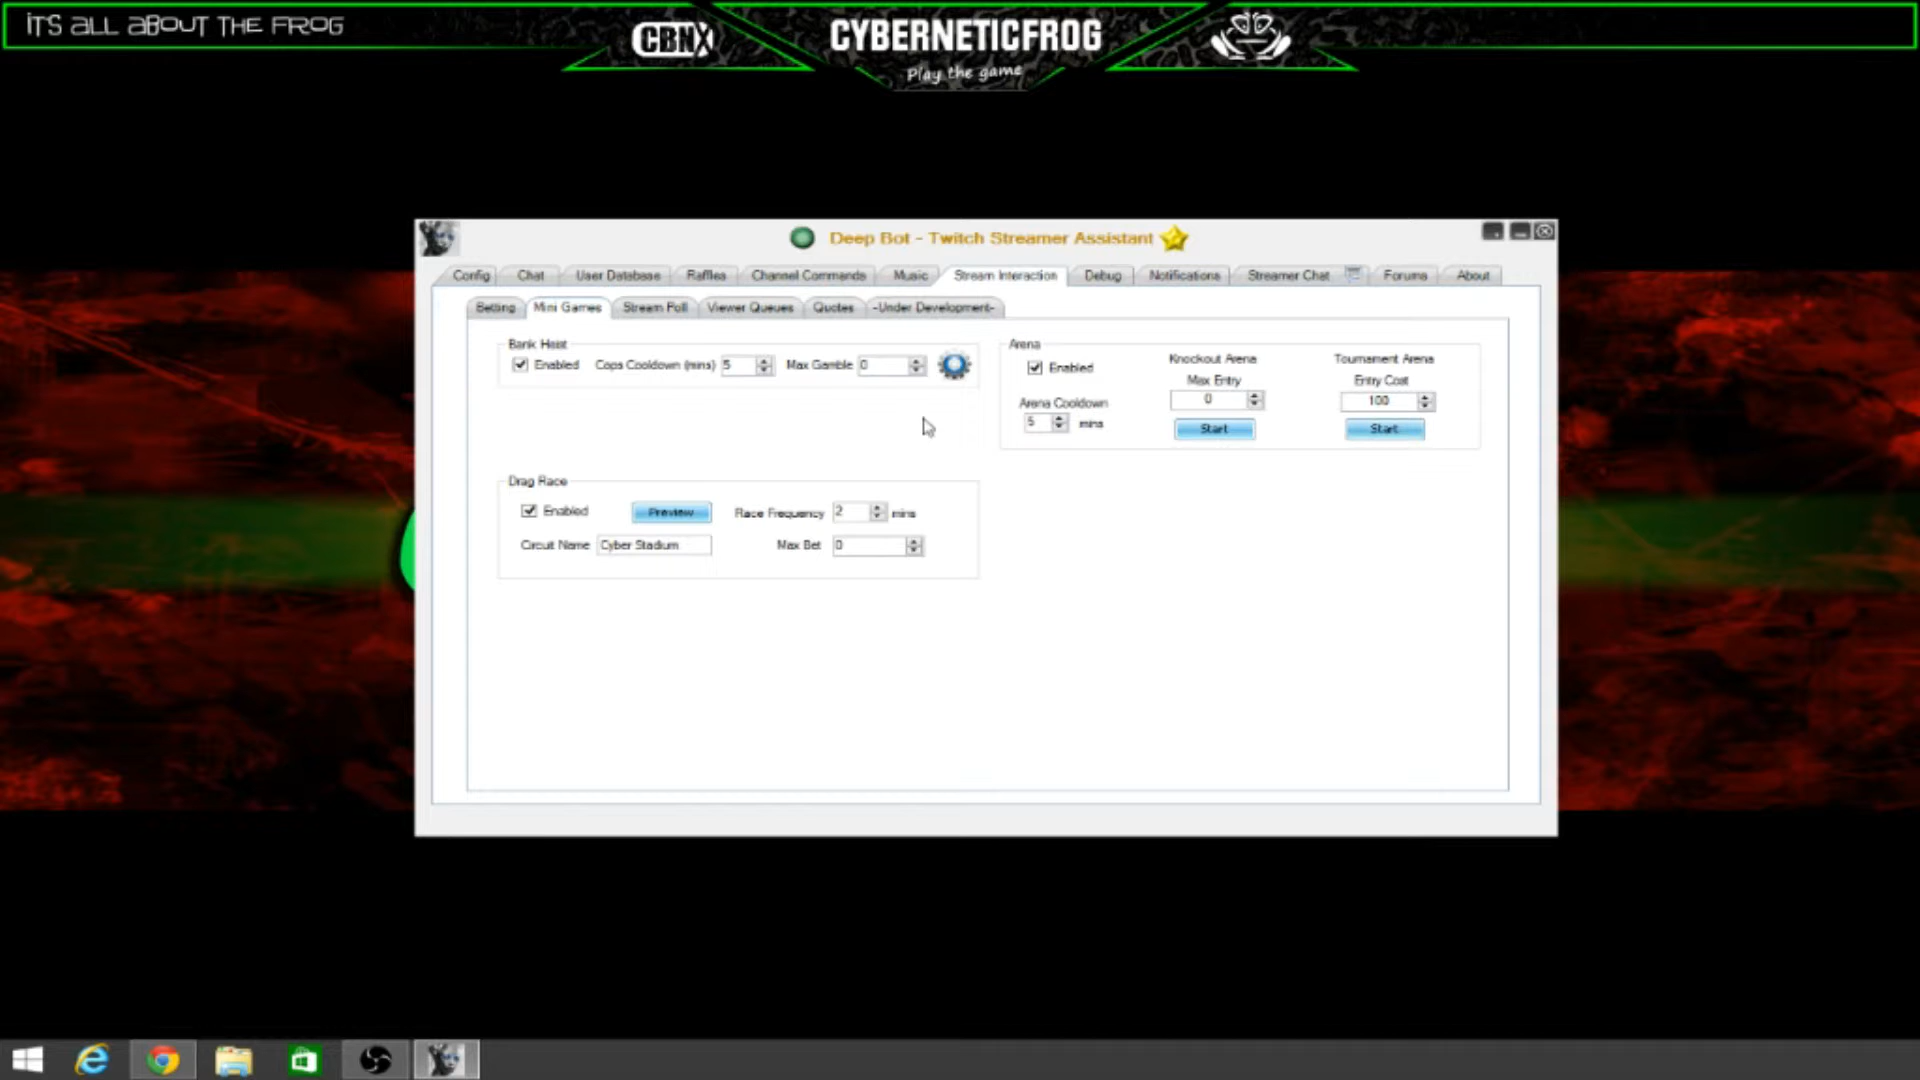 iTS aLL aBOUT THE FROG
CBNX
CYBERNETICFROG
Play the game
Deep Bot - Twitch Streamer Assistant
Config Chat User Database Raffles Channel Commands Music Stream Interaction Debug Notifications Streamer Chat Forums About
Betting Mini Games Stream Poll Viewer Queues Quotes -Under Development-
Bank Heist
Enabled Cops Cooldown (mins) 5 Max Gamble 0
Arena
Enabled
Knockout Arena
Tournament Arena
Max Entry
Entry Cost
0
100
Arena Cooldown
5 mins
Start
Start
Drag Race
Enabled Preview Race Frequency 2 mins
Circuit Name Cyber Stadium Max Bet 0